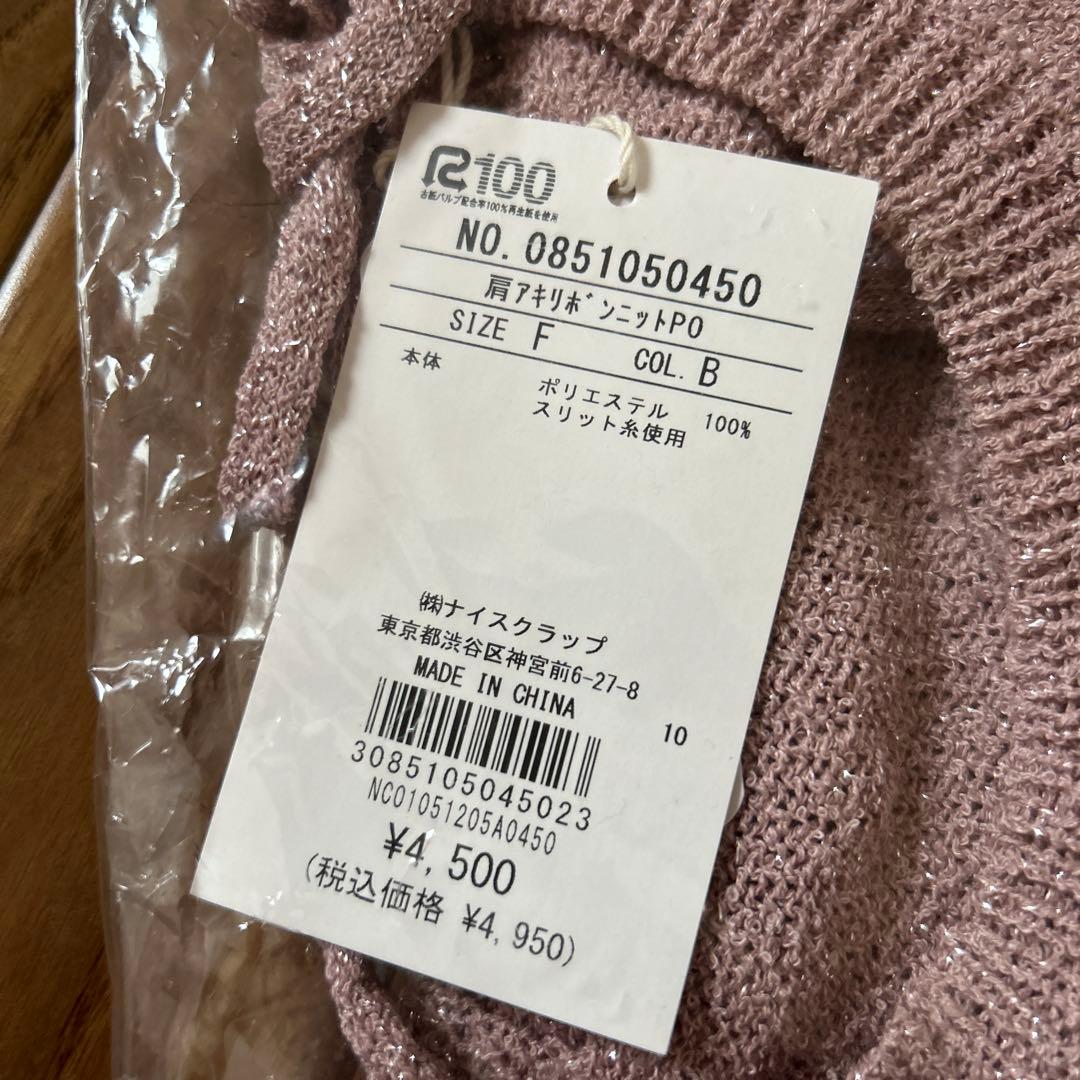 R100
古紙パルプ配合率100%再生紙を使用
NO. 0851050450
肩アキリボンニットPO
SIZE F COL. B
本体 ポリエステル 100%
スリット糸使用
㈱ナイスクラップ
東京都渋谷区神宮前6-27-8
MADE IN CHINA
10
3085105045023
NC01051205A0450
¥4,500
(税込価格 ¥4,950)